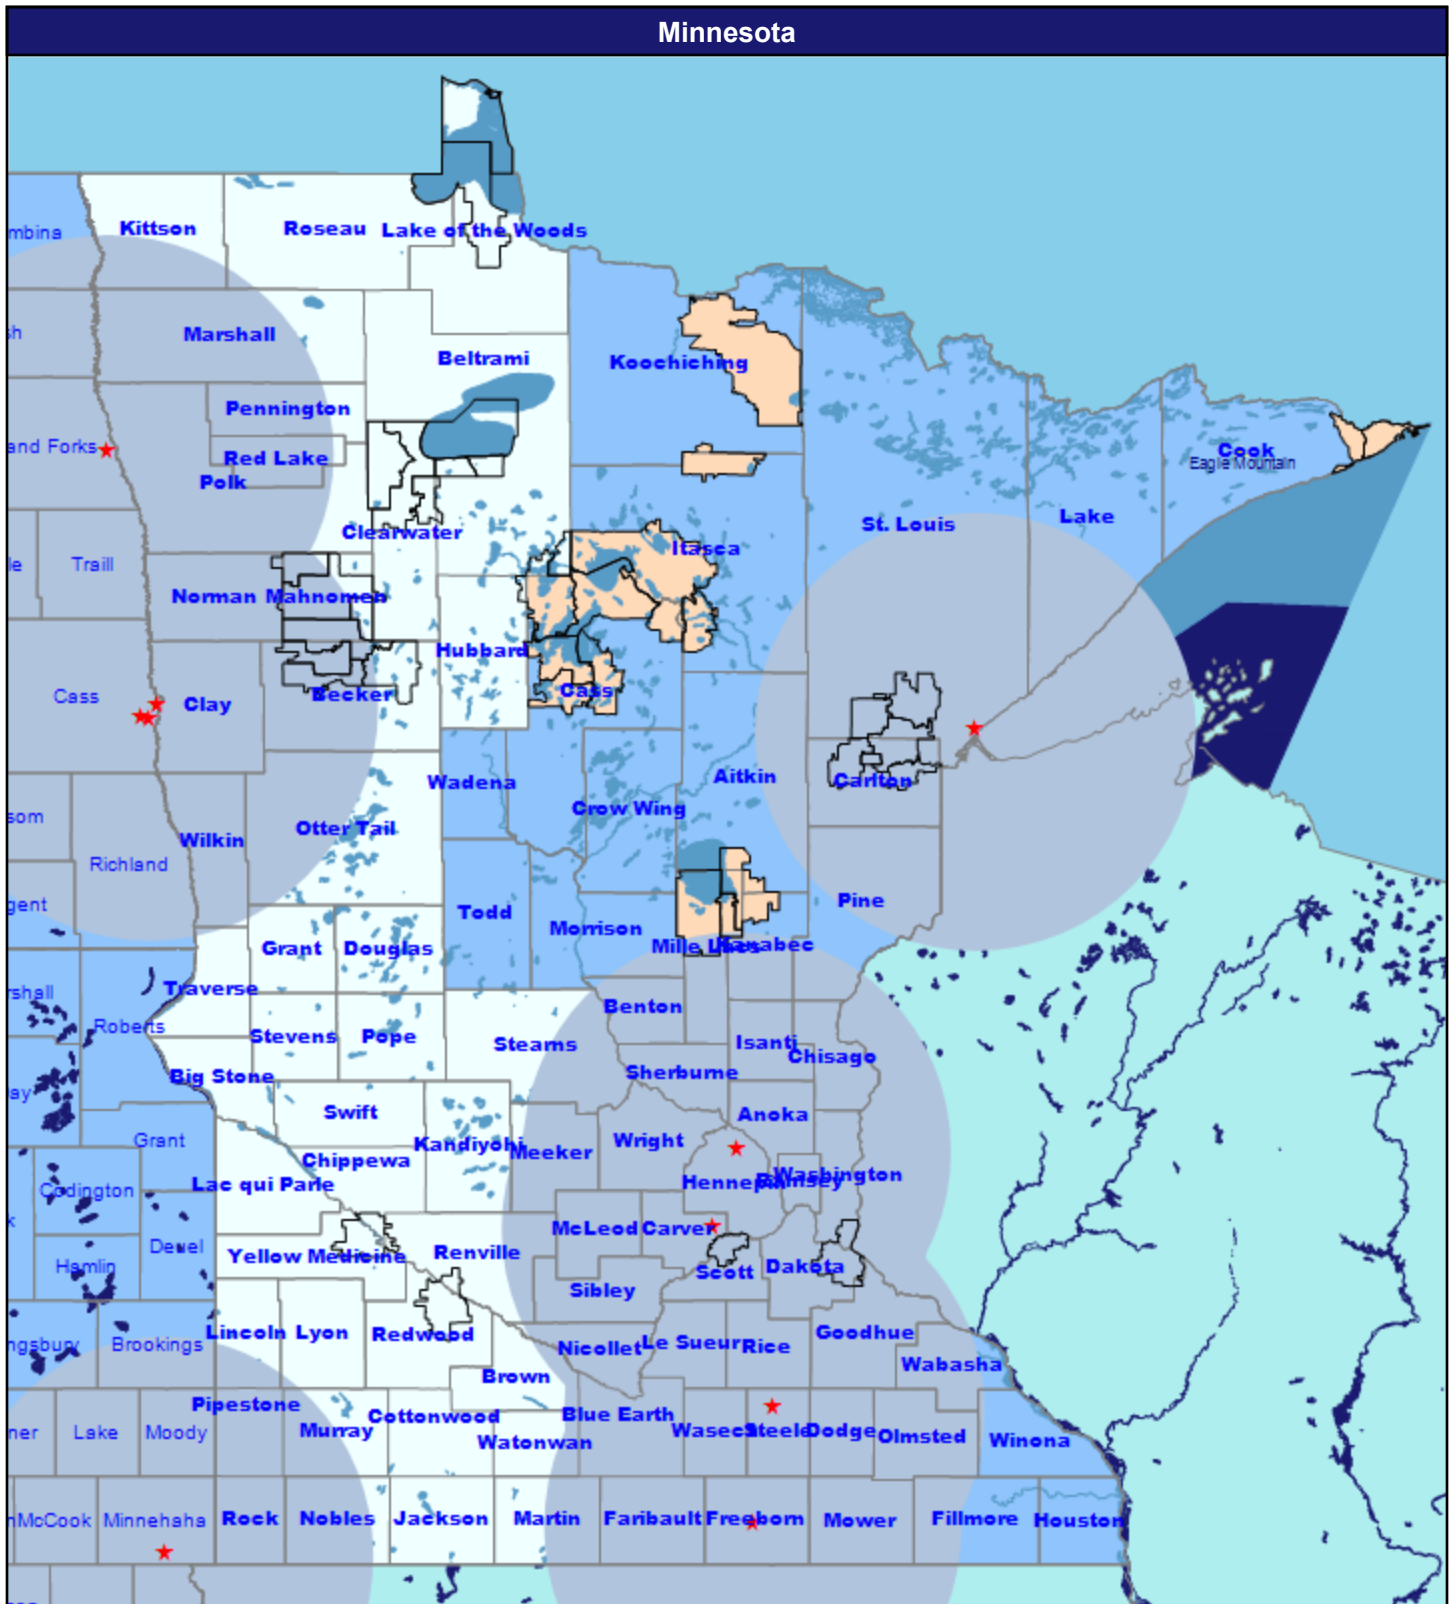 Minnesota
mbina
Kittson
Roseau
Lake of the Woods
sh
Marshall
Beltrami
Koochiching
Pennington
and Forks
Red Lake
Polk
Cook
Eagle Mountain
St. Louis
Lake
Clearwater
Itasca
le
Traill
Norman
Mahnomen
Hubbard
Cass
Cass
Clay
Becker
Wadena
Aitkin
Carlton
Crow Wing
som
Otter Tail
Wilkin
Richland
gent
Todd
Pine
Morrison
Grant
Douglas
Mille Lacs
Kanabec
rshall
Traverse
Roberts
Benton
Stevens
Pope
Stearns
Isanti
Chisago
Big Stone
Sherburne
ay
Swift
Anoka
Grant
Kandiyohi
Meeker
Wright
Chippewa
Codington
Lac qui Parle
Hennepin
Ramsey
Washington
k
McLeod
Carver
Deuel
Yellow Medicine
Renville
Hamlin
Scott
Dakota
Sibley
ngsbury
Brookings
Lincoln
Lyon
Redwood
Nicollet
Le Sueur
Rice
Goodhue
Wabasha
Brown
Pipestone
Cottonwood
Blue Earth
ner
Lake
Moody
Murray
Watonwan
Waseca
Steele
Dodge
Olmsted
Winona
McCook
Minnehaha
Rock
Nobles
Jackson
Martin
Faribault
Freeborn
Mower
Fillmore
Houston